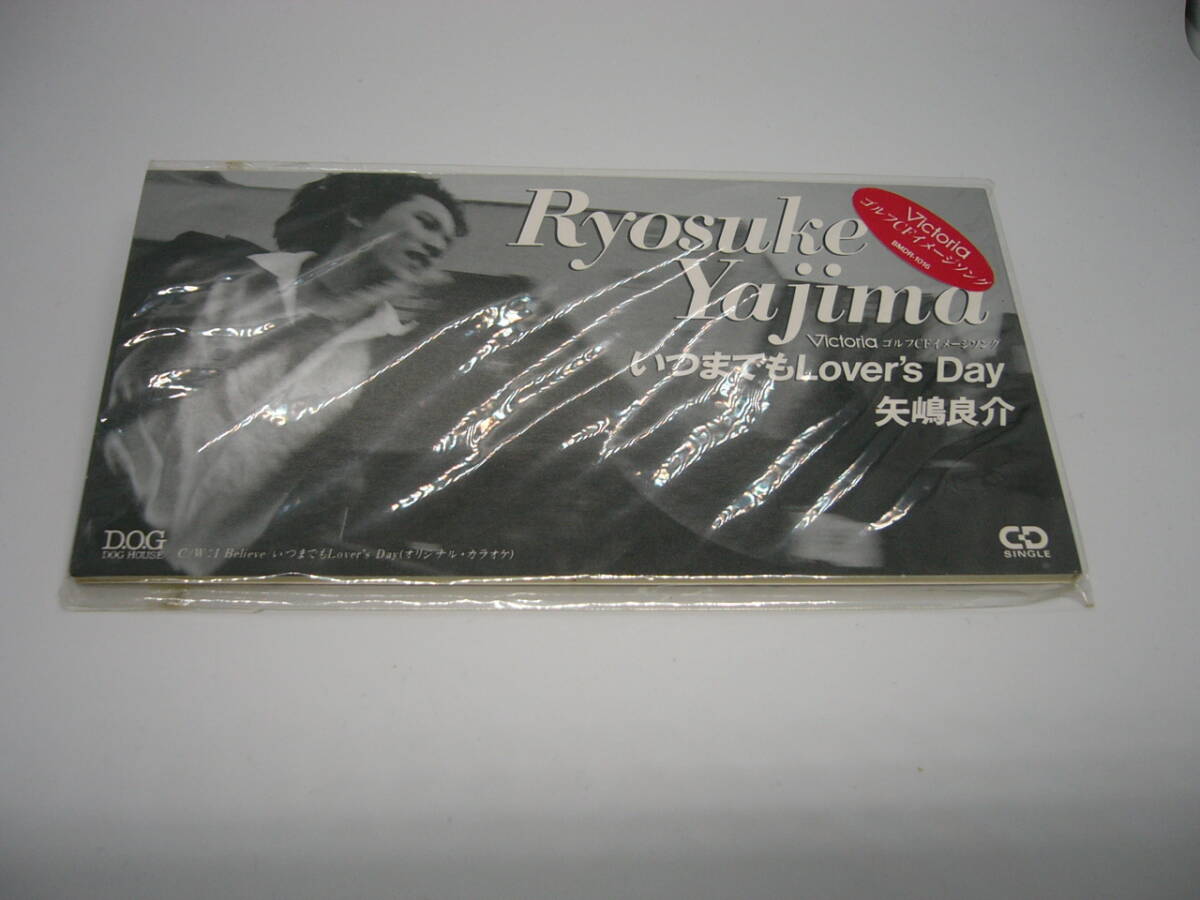 Ryosuke
Yajima
Victoria
ゴルフCFイメージソング
BMDR-1016
Victoria ゴルフCFイメージソング
いつまでもLover's Day
矢嶋良介
D.O.G
DOG HOUSE
C/W:I Believe いつまでもLover's Day(オリジナル・カラオケ)
CD
SINGLE